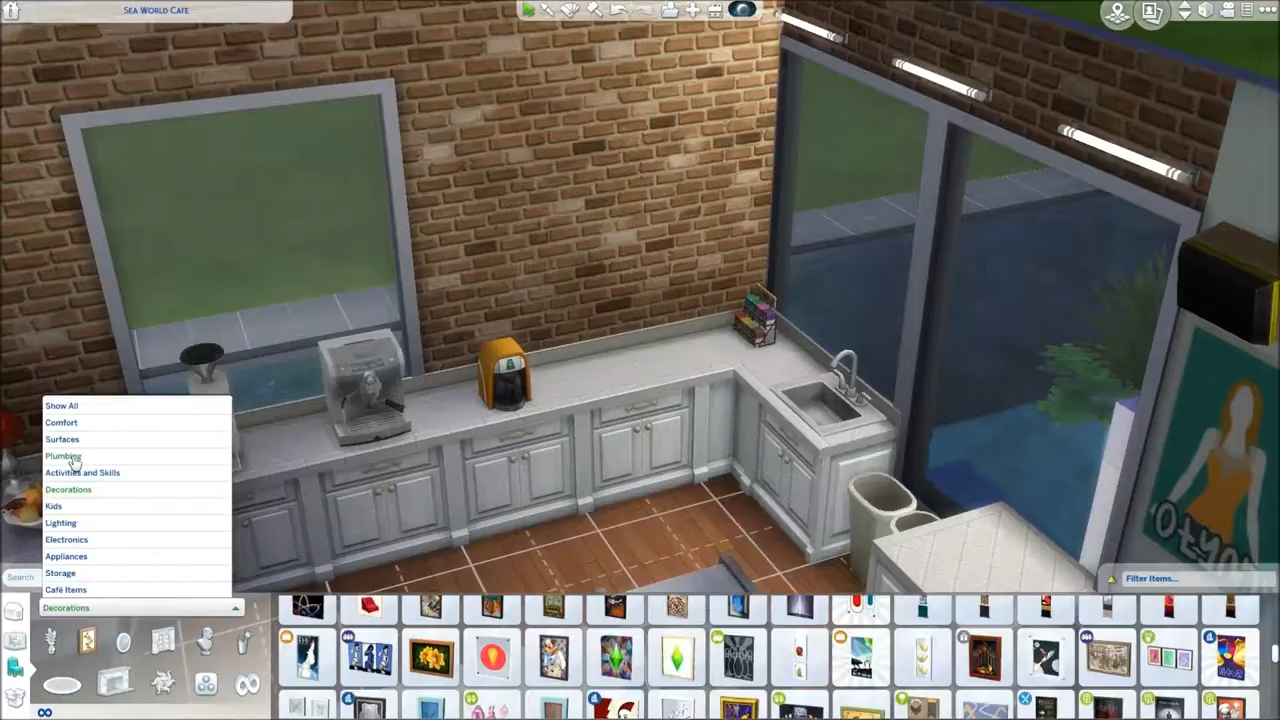 SEA WORLD CAFE
Show All
Comfort
Surfaces
Plumbing
Activities and Skills
Decorations
Kids
Lighting
Electronics
Appliances
Storage
Café Items
Search
Decorations
Filter Items...